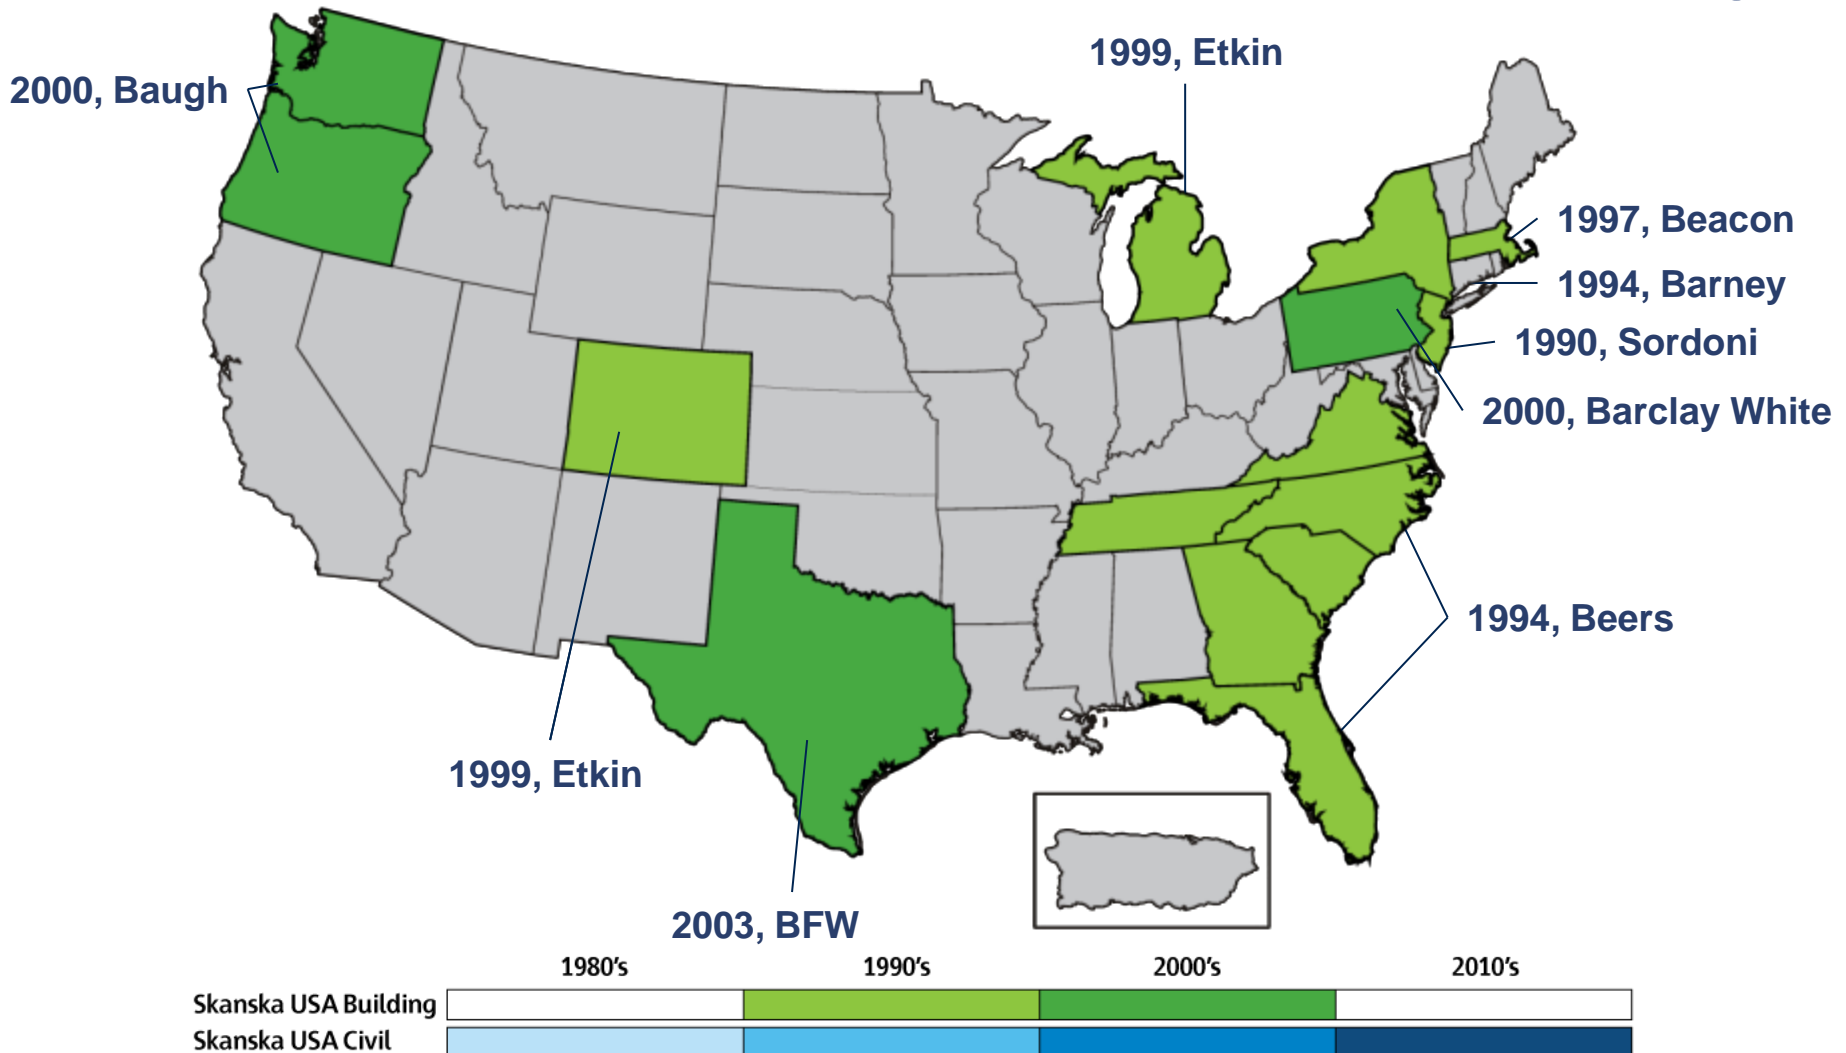 1999, Etkin
2000, Baugh
1997, Beacon
1994, Barney
1990, Sordoni
2000, Barclay White
1994, Beers
1999, Etkin
2003, BFW
1980's 1990's 2000's 2010's
Skanska USA Building
Skanska USA Civil